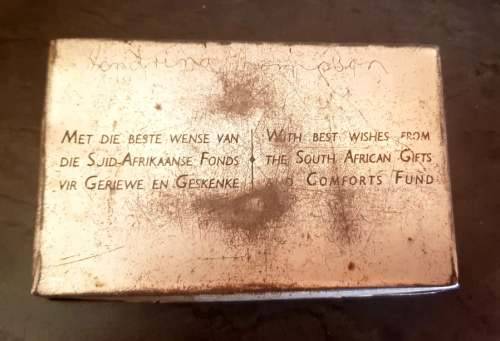 MET DIE BESTE WENSE VAN
DIE SUID-AFRIKAANSE FONDS
VIR GERIEWE EN GESKENKE
WITH BEST WISHES FROM
THE SOUTH AFRICAN GIFTS
AND COMFORTS FUND